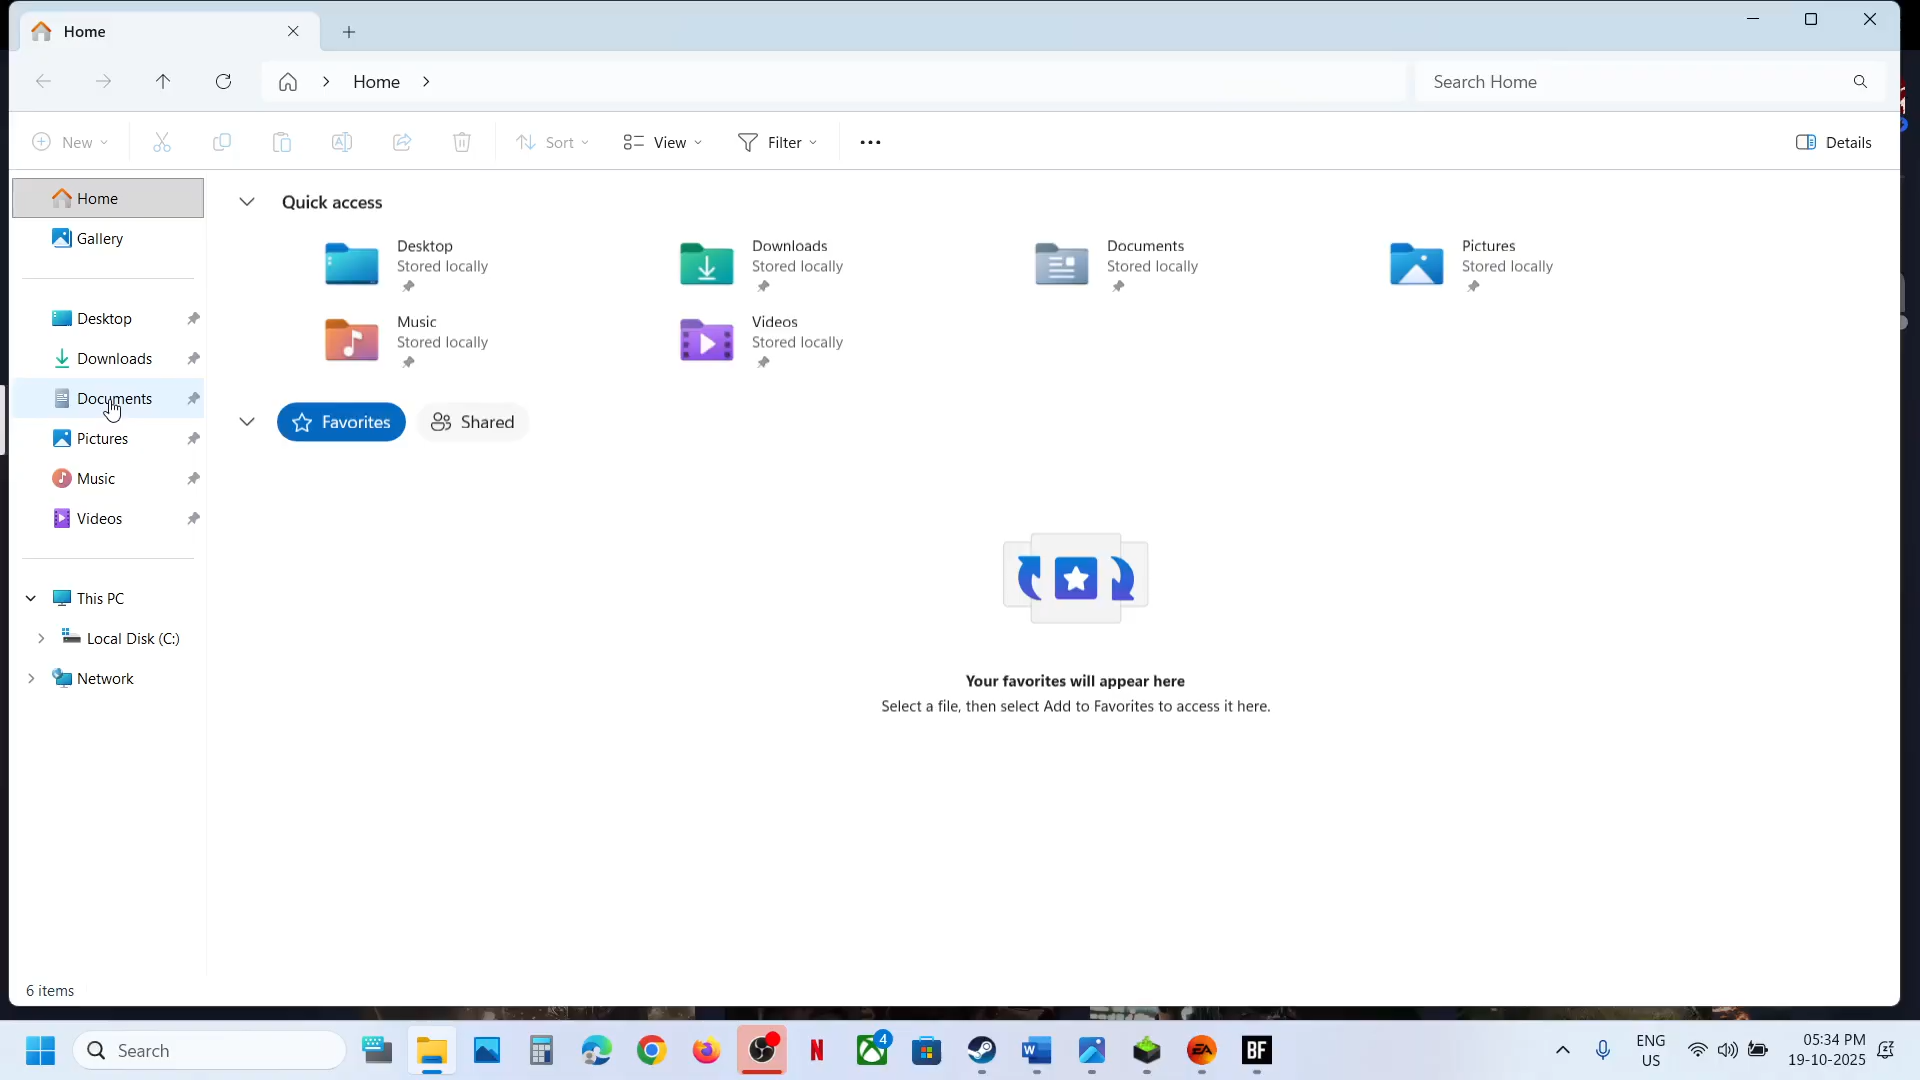 Home
Home
Search Home
New
Sort
View
Filter
Details
Home
Gallery
Desktop
Downloads
Documents
Pictures
Music
Videos
This PC
Local Disk (C:)
Network
Quick access
Desktop
Stored locally
Downloads
Stored locally
Documents
Stored locally
Pictures
Stored locally
Music
Stored locally
Videos
Stored locally
Favorites
Shared
Your favorites will appear here
Select a file, then select Add to Favorites to access it here.
6 items
Search
N
4
W
EA
BF
ENG
US
05:34 PM
19-10-2025